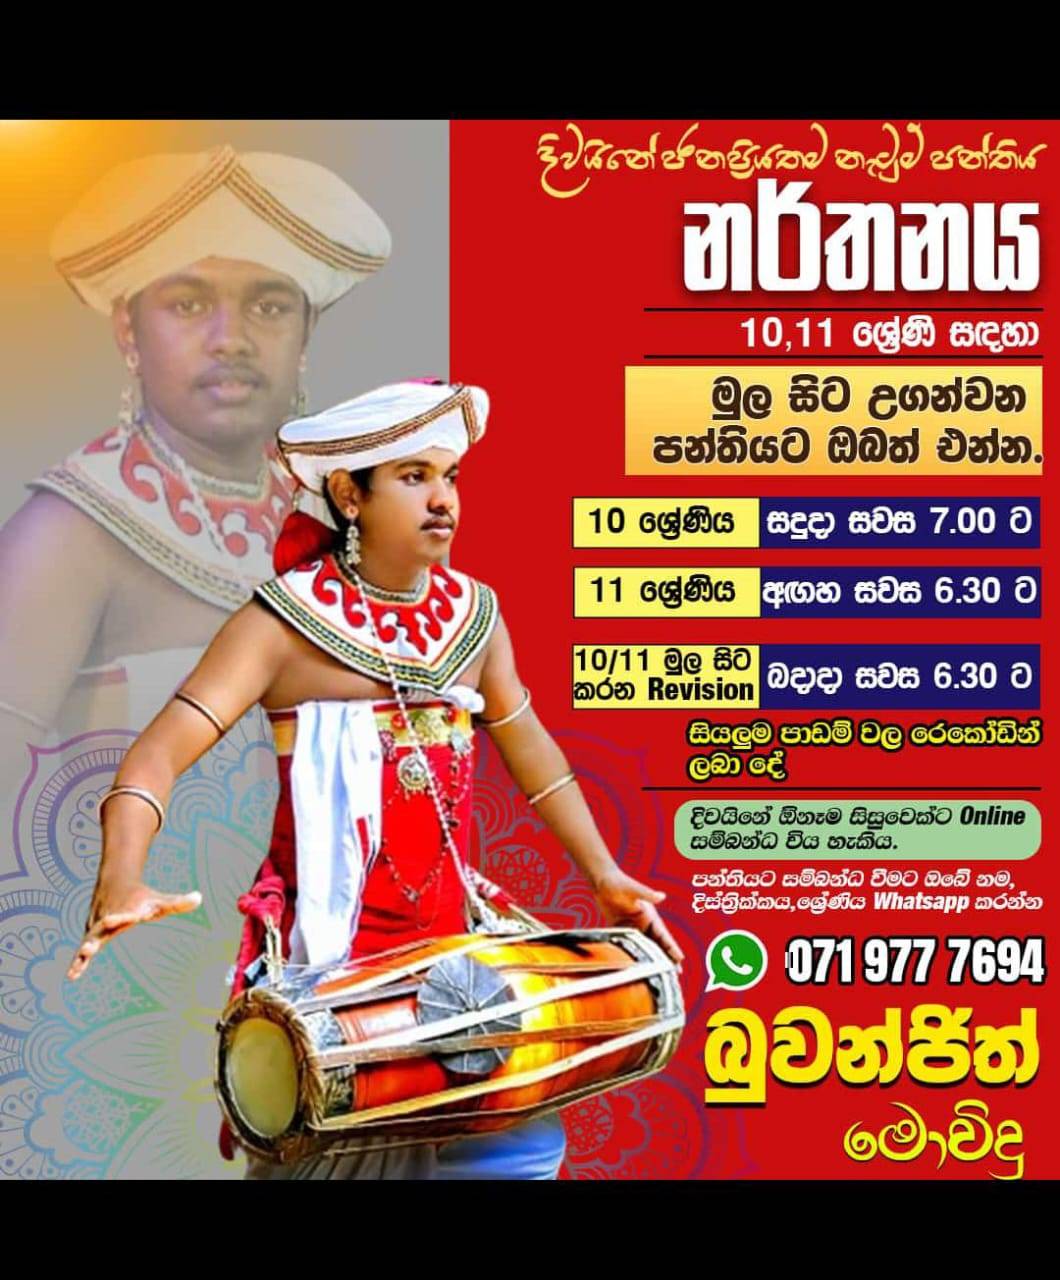 දිවයිනේ ජනප්‍රියතම නැටුම් පන්තිය
නර්තනය
10,11 ශ්‍රේණි සඳහා
මුල සිට උගන්වන
පන්තියට ඔබත් එන්න.
10 ශ්‍රේණිය සඳුදා සවස 7.00 ට
11 ශ්‍රේණිය අඟහ සවස 6.30 ට
10/11 මුල සිට
කරන Revision
බදාදා සවස 6.30 ට
සියලුම පාඩම් වල රෙකෝඩින්
ලබා දේ
දිවයිනේ ඕනෑම සිසුවෙක්ට Online
සම්බන්ධ විය හැකිය.
පන්තියට සම්බන්ධ වීමට ඔබේ නම,
දිස්ත්‍රික්කය,ශ්‍රේණිය Whatsapp කරන්න
071 977 7694
බුවන්ජිත්
මොවිදු